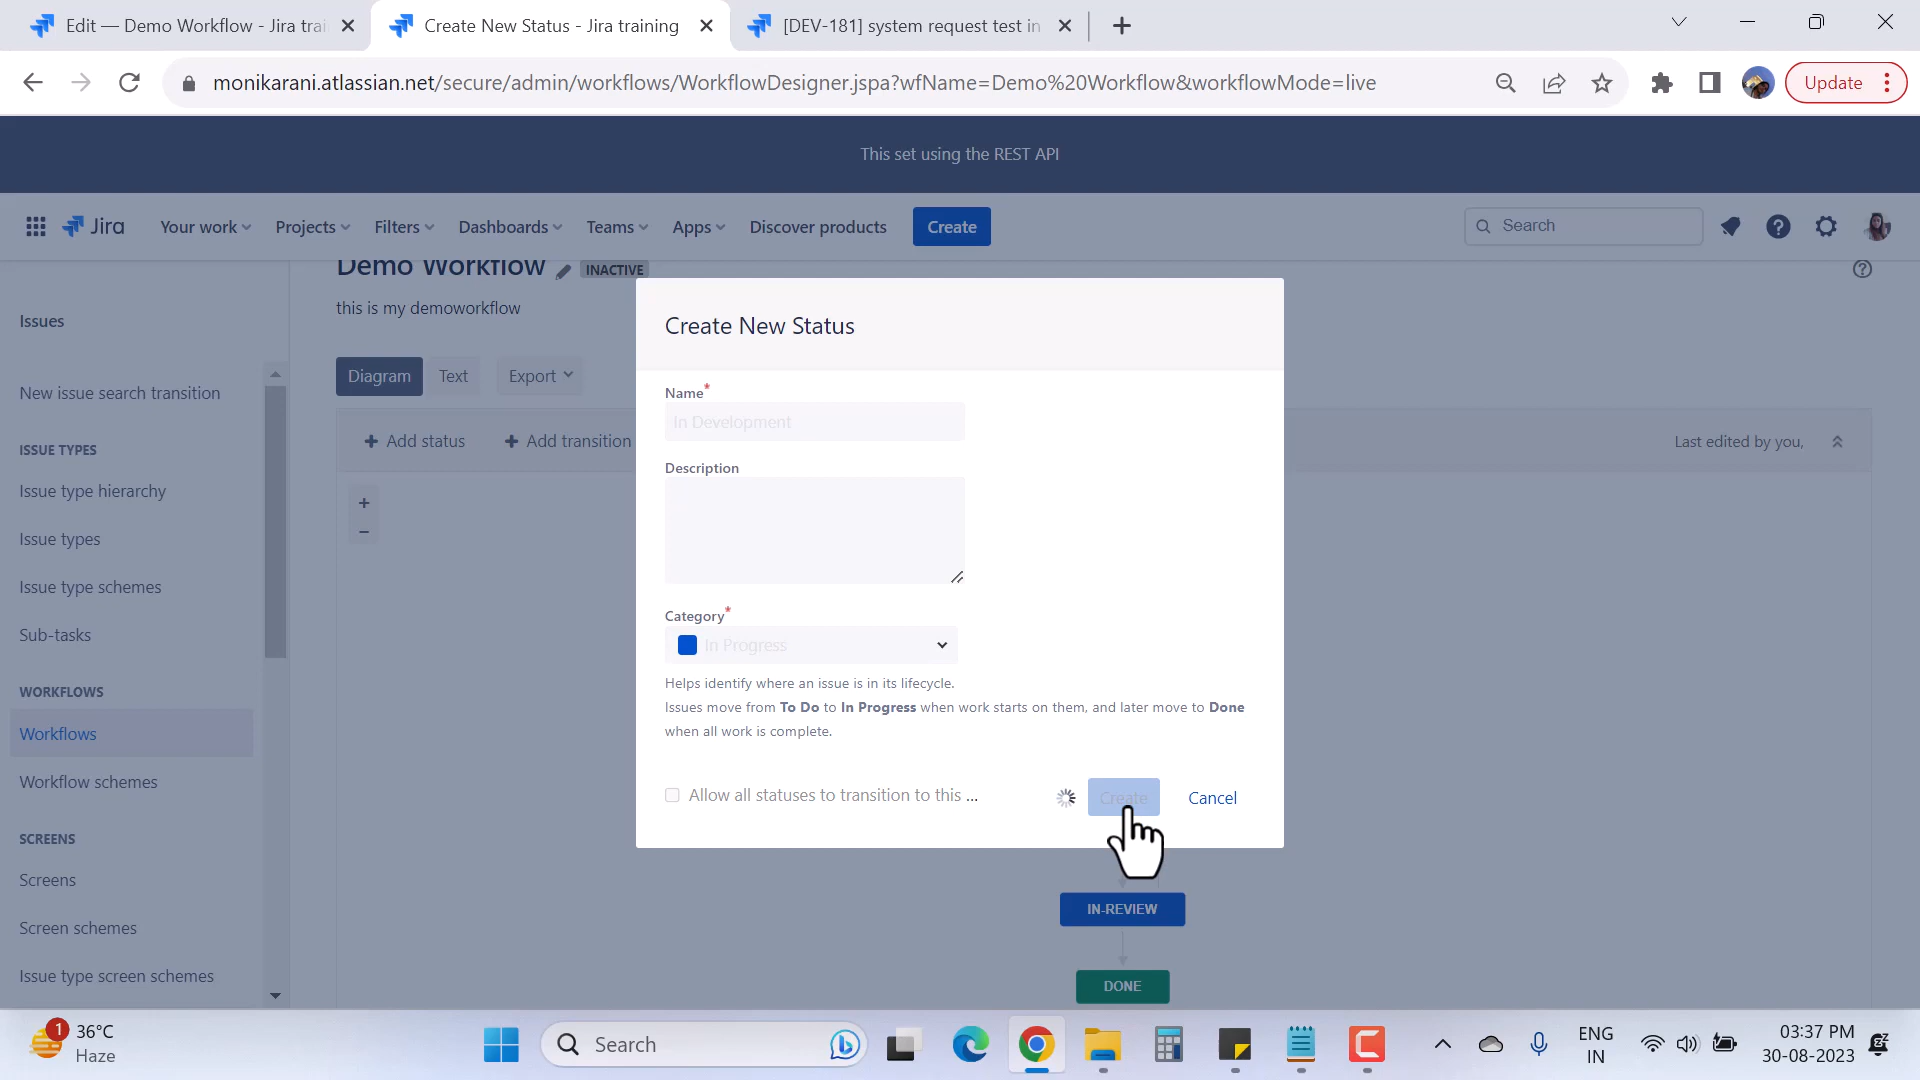 Edit — Demo Workflow - Jira trai
Create New Status - Jira training
[DEV-181] system request test in
monikarani.atlassian.net/secure/admin/workflows/WorkflowDesigner.jspa?wfName=Demo%20Workflow&workflowMode=live
Update
This set using the REST API
Jira
Your work
Projects
Filters
Dashboards
Teams
Apps
Discover products
Create
Search
Demo Workflow
INACTIVE
this is my demoworkflow
Issues
New issue search transition
ISSUE TYPES
Issue type hierarchy
Issue types
Issue type schemes
Sub-tasks
WORKFLOWS
Workflows
Workflow schemes
SCREENS
Screens
Screen schemes
Issue type screen schemes
Diagram
Text
Export
+ Add status
+ Add transition
Last edited by you,
+
−
Create New Status
Name*
In Development
Description
Category*
In Progress
Helps identify where an issue is in its lifecycle.
Issues move from To Do to In Progress when work starts on them, and later move to Done
when all work is complete.
Allow all statuses to transition to this ...
Create
Cancel
IN-REVIEW
DONE
1
36°C
Haze
Search
ENG
IN
03:37 PM
30-08-2023